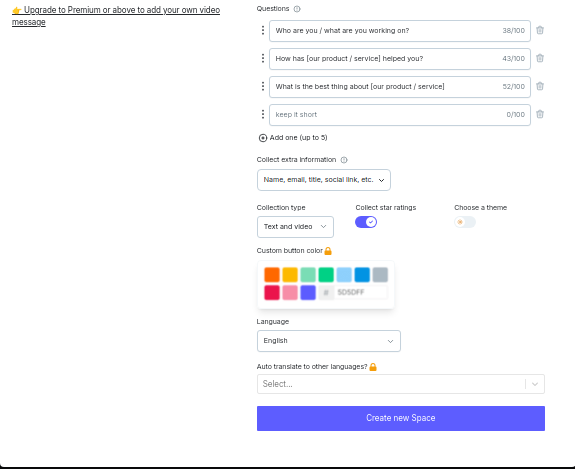 👉 Upgrade to Premium or above to add your own video
message
Questions
Who are you / what are you working on?
38/100
How has [our product / service] helped you?
43/100
What is the best thing about [our product / service]
52/100
keep it short
0/100
Add one (up to 5)
Collect extra information
Name, email, title, social link, etc.
Collection type
Collect star ratings
Choose a theme
Text and video
Custom button color 🔒
# 5D5DFF
Language
English
Auto translate to other languages? 🔒
Select...
Create new Space